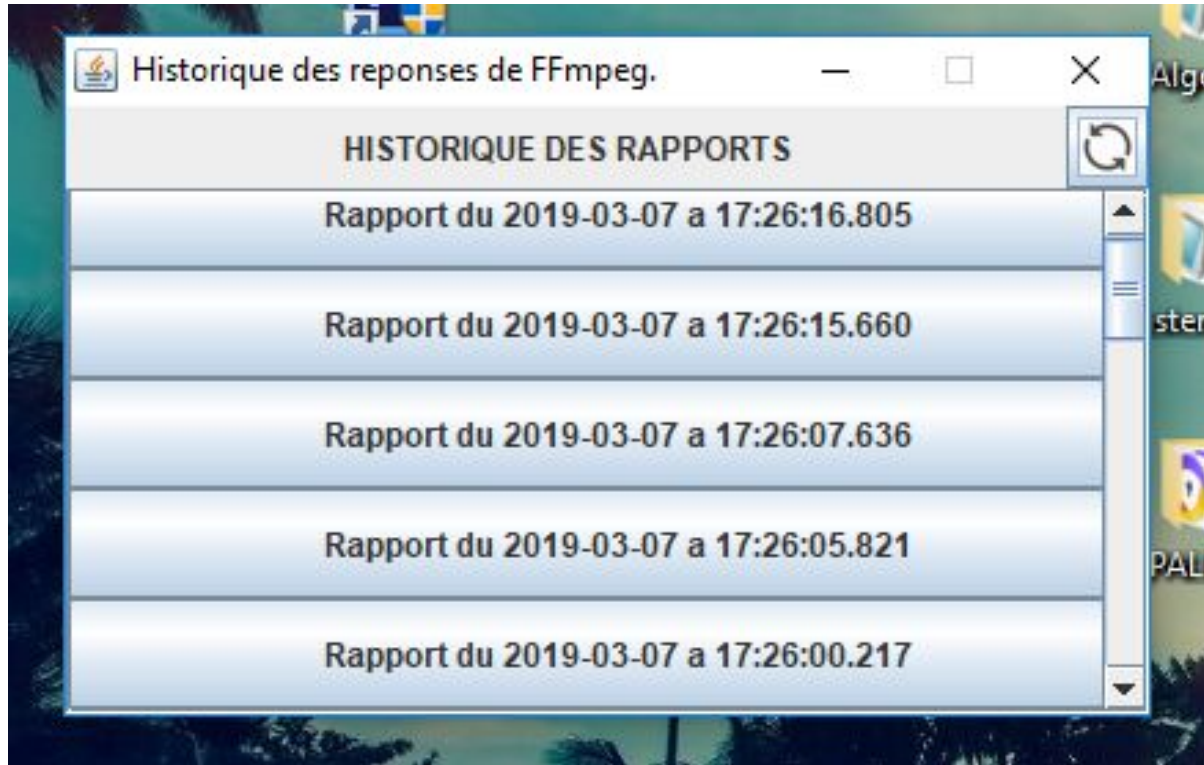 Historique des reponses de FFmpeg.
HISTORIQUE DES RAPPORTS
Rapport du 2019-03-07 a 17:26:16.805
Rapport du 2019-03-07 a 17:26:15.660
Rapport du 2019-03-07 a 17:26:07.636
Rapport du 2019-03-07 a 17:26:05.821
Rapport du 2019-03-07 a 17:26:00.217